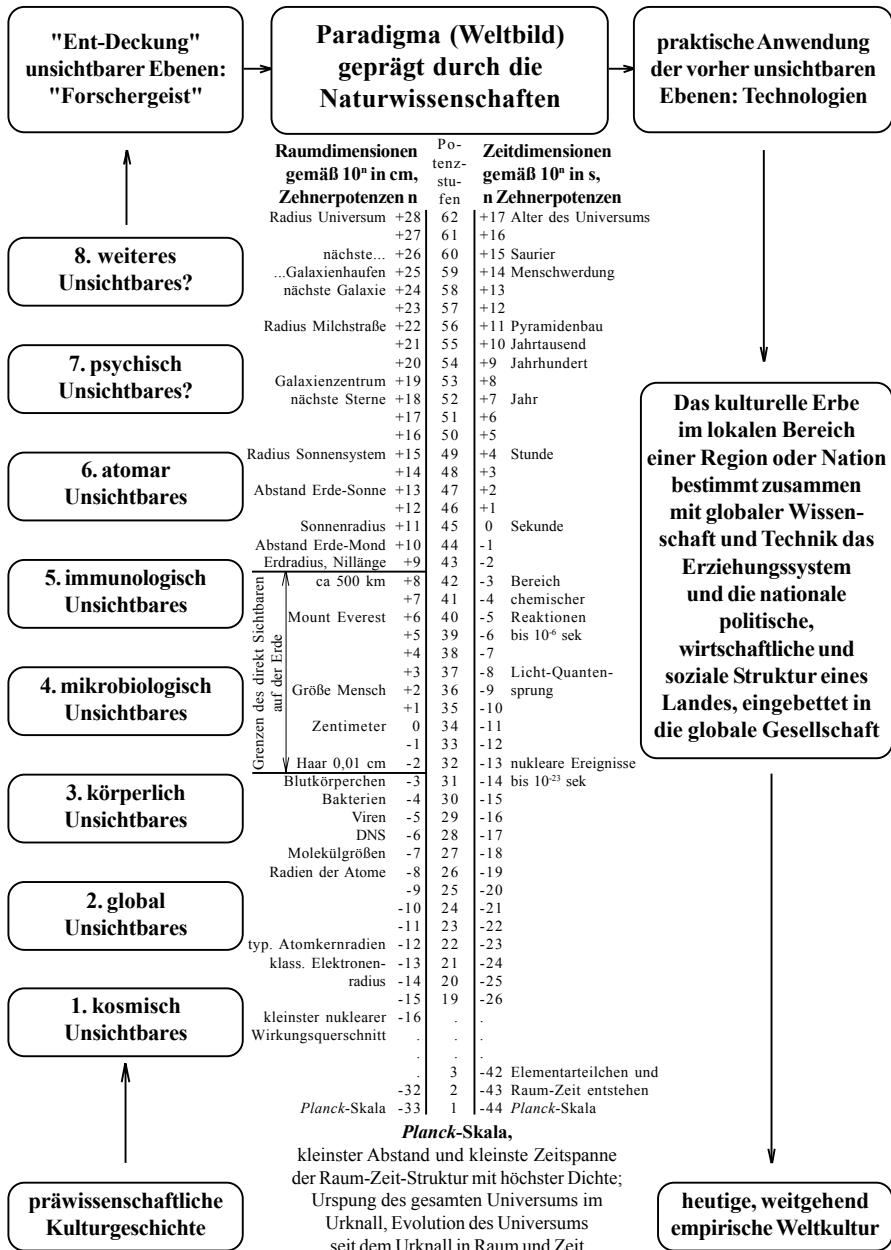 "Ent-Deckung"
unsichtbarer Ebenen:
"Forschergeist"
Paradigma (Weltbild)
geprägt durch die
Naturwissenschaften
praktische Anwendung
der vorher unsichtbaren
Ebenen: Technologien
8. weiteres
Unsichtbares?
7. psychisch
Unsichtbares?
6. atomar
Unsichtbares
5. immunologisch
Unsichtbares
4. mikrobiologisch
Unsichtbares
3. körperlich
Unsichtbares
2. global
Unsichtbares
1. kosmisch
Unsichtbares
präwissenschaftliche
Kulturgeschichte
Raumdimensionen
gemäß 10ⁿ in cm,
Zehnerpotenzen n
Po-
tenz-
stu-
fen
Zeitdimensionen
gemäß 10ⁿ in s,
n Zehnerpotenzen
Radius Universum +28 62 +17 Alter des Universums
+27 61 +16
nächste... +26 60 +15 Saurier
...Galaxienhaufen +25 59 +14 Menschwerdung
nächste Galaxie +24 58 +13
+23 57 +12
Radius Milchstraße +22 56 +11 Pyramidenbau
+21 55 +10 Jahrtausend
+20 54 +9 Jahrhundert
Galaxienzentrum +19 53 +8
nächste Sterne +18 52 +7 Jahr
+17 51 +6
+16 50 +5
Radius Sonnensystem +15 49 +4 Stunde
+14 48 +3
Abstand Erde-Sonne +13 47 +2
+12 46 +1
Sonnenradius +11 45 0 Sekunde
Abstand Erde-Mond +10 44 -1
Erdradius, Nillänge +9 43 -2
ca 500 km +8 42 -3 Bereich
+7 41 -4 chemischer
Mount Everest +6 40 -5 Reaktionen
+5 39 -6 bis 10⁻⁶ sek
+4 38 -7
+3 37 -8 Licht-Quanten-
Größe Mensch +2 36 -9 sprung
+1 35 -10
Zentimeter 0 34 -11
-1 33 -12
Haar 0,01 cm -2 32 -13 nukleare Ereignisse
Blutkörperchen -3 31 -14 bis 10⁻²³ sek
Bakterien -4 30 -15
Viren -5 29 -16
DNS -6 28 -17
Molekülgrößen -7 27 -18
Radien der Atome -8 26 -19
-9 25 -20
-10 24 -21
-11 23 -22
typ. Atomkernradien -12 22 -23
klass. Elektronen- -13 21 -24
radius -14 20 -25
-15 19 -26
kleinster nuklearer -16 . .
Wirkungsquerschnitt . . .
. . .
3 -42 Elementarteilchen und
-32 2 -43 Raum-Zeit entstehen
Planck-Skala -33 1 -44 Planck-Skala
Grenzen des direkt Sichtbaren
auf der Erde
Planck-Skala,
kleinster Abstand und kleinste Zeitspanne
der Raum-Zeit-Struktur mit höchster Dichte;
Urspung des gesamten Universums im
Urknall, Evolution des Universums
seit dem Urknall in Raum und Zeit
Das kulturelle Erbe
im lokalen Bereich
einer Region oder Nation
bestimmt zusammen
mit globaler Wissen-
schaft und Technik das
Erziehungssystem
und die nationale
politische,
wirtschaftliche und
soziale Struktur eines
Landes, eingebettet in
die globale Gesellschaft
heutige, weitgehend
empirische Weltkultur